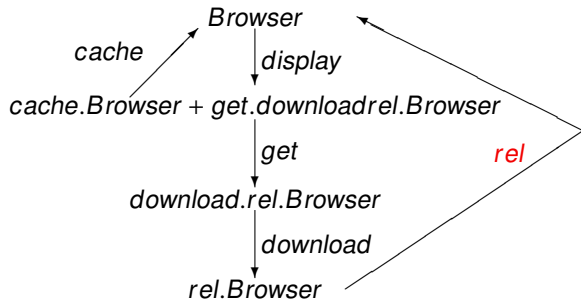 Browser
cache
display
cache.Browser + get.downloadrel.Browser
get
rel
download.rel.Browser
download
rel.Browser